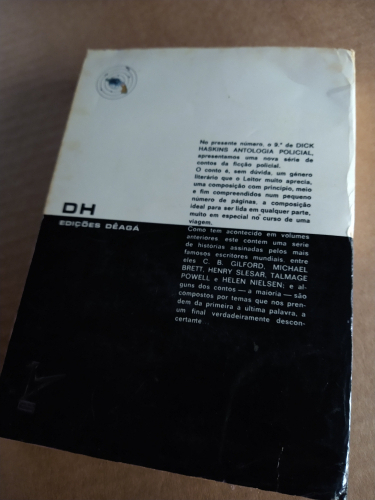 No presente número, o 9.º de DICK
HASKINS ANTOLOGIA POLICIAL,
apresentamos uma nova série de
contos da ficção policial.
O conto é, sem dúvida, um género
literário que o Leitor muito aprecia,
uma composição com princípio, meio
e fim compreendidos num pequeno
número de páginas, a composição
ideal para ser lida em qualquer parte,
muito em especial no curso de uma
viagem.
Como tem acontecido em volumes
anteriores este contém uma série
de histórias assinadas pelos mais
famosos escritores mundiais entre
eles C. B. GILFORD, MICHAEL
BRETT, HENRY SLESAR, TALMAGE
POWELL e HELEN NIELSEN; e al-
guns dos contos — a maioria — são
compostos por temas que nos pren-
dem da primeira à última palavra, a
um final verdadeiramente descon-
certante
DH
EDIÇÕES DÊAGÁ